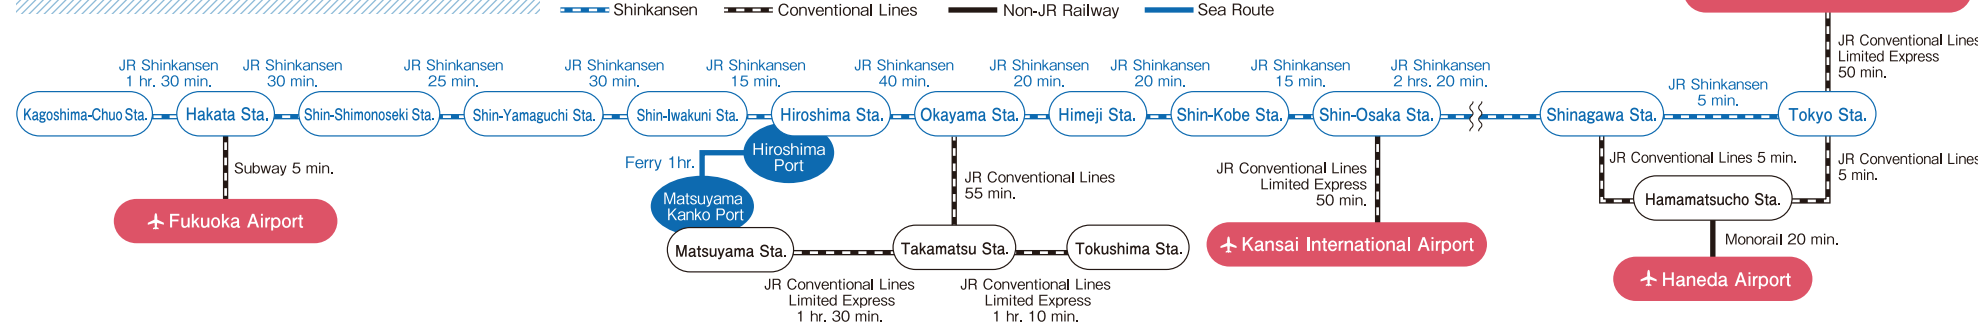 Shinkansen
Conventional Lines
Non-JR Railway
Sea Route
JR Conventional Lines
Limited Express
50 min.
JR Shinkansen
1 hr. 30 min.
JR Shinkansen
30 min.
JR Shinkansen
25 min.
JR Shinkansen
30 min.
JR Shinkansen
15 min.
JR Shinkansen
40 min.
JR Shinkansen
20 min.
JR Shinkansen
20 min.
JR Shinkansen
15 min.
JR Shinkansen
2 hrs. 20 min.
JR Shinkansen
5 min.
Kagoshima-Chuo Sta.
Hakata Sta.
Shin-Shimonoseki Sta.
Shin-Yamaguchi Sta.
Shin-Iwakuni Sta.
Hiroshima Sta.
Okayama Sta.
Himeji Sta.
Shin-Kobe Sta.
Shin-Osaka Sta.
Shinagawa Sta.
Tokyo Sta.
Subway 5 min.
Fukuoka Airport
Ferry 1hr.
Hiroshima
Port
Matsuyama
Kanko Port
JR Conventional Lines
55 min.
JR Conventional Lines
Limited Express
50 min.
JR Conventional Lines 5 min.
JR Conventional Lines
5 min.
Hamamatsucho Sta.
Matsuyama Sta.
Takamatsu Sta.
Tokushima Sta.
Kansai International Airport
Monorail 20 min.
Haneda Airport
JR Conventional Lines
Limited Express
1 hr. 30 min.
JR Conventional Lines
Limited Express
1 hr. 10 min.